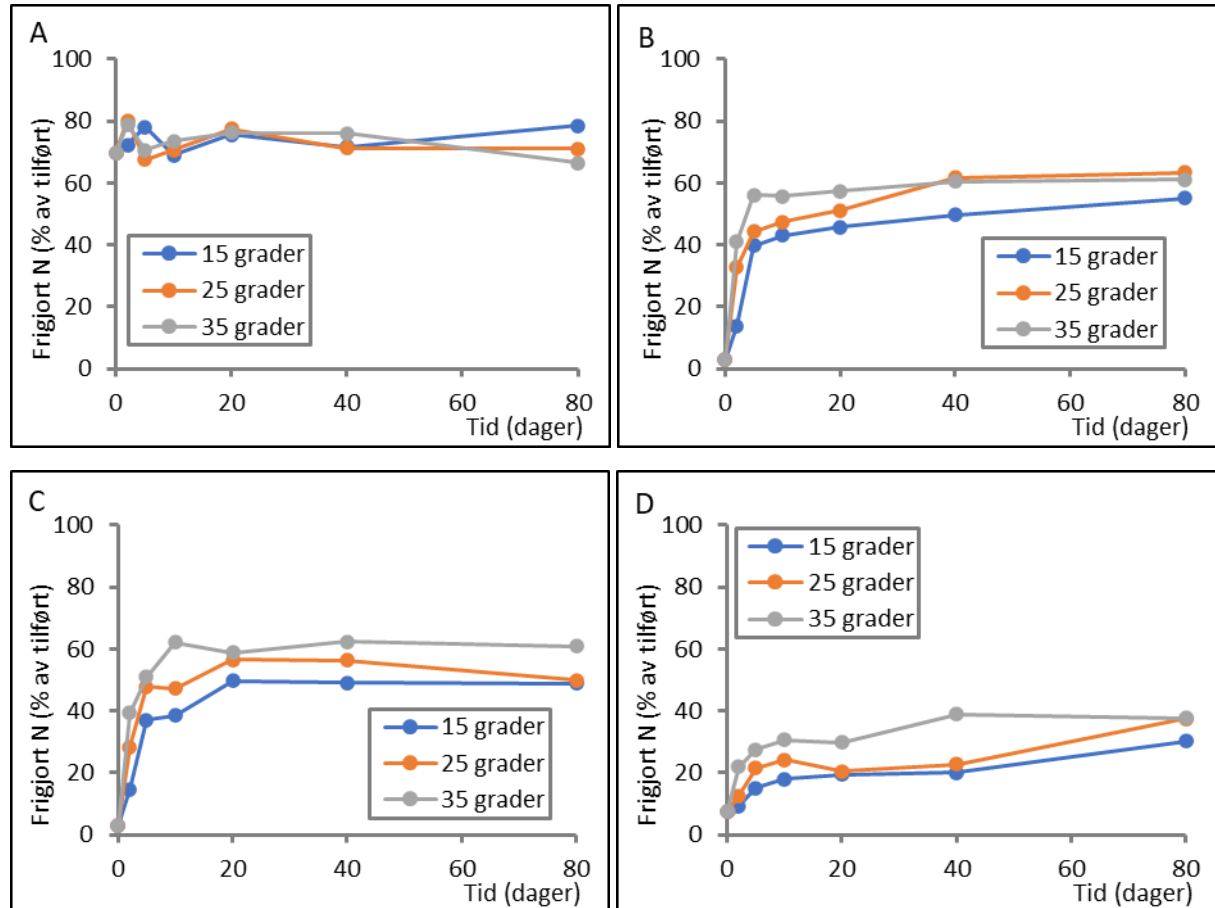 A
100
80
60
40
20
0
Frigjort N (% av tilført)
15 grader
25 grader
35 grader
0 20 40 60 80
Tid (dager)
B
100
80
60
40
20
0
Frigjort N (% av tilført)
15 grader
25 grader
35 grader
0 20 40 60 80
Tid (dager)
C
100
80
60
40
20
0
Frigjort N (% av tilført)
15 grader
25 grader
35 grader
0 20 40 60 80
Tid (dager)
D
100
80
60
40
20
0
Frigjort N (% av tilført)
15 grader
25 grader
35 grader
0 20 40 60 80
Tid (dager)